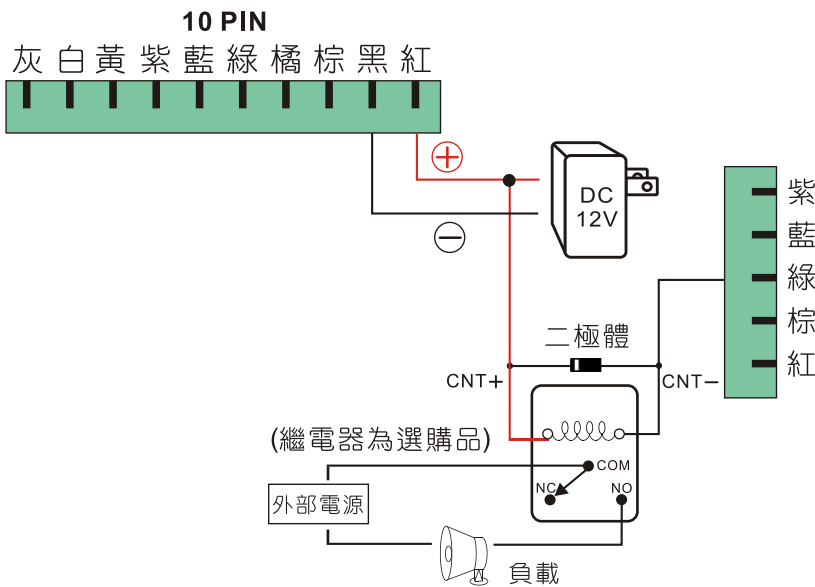 10 PIN
灰 白 黃 紫 藍 綠 橘 棕 黑 紅
+
−
DC
12V
紫
藍
綠
棕
紅
二極體
CNT+
CNT−
(繼電器為選購品)
COM
NC
NO
外部電源
負載